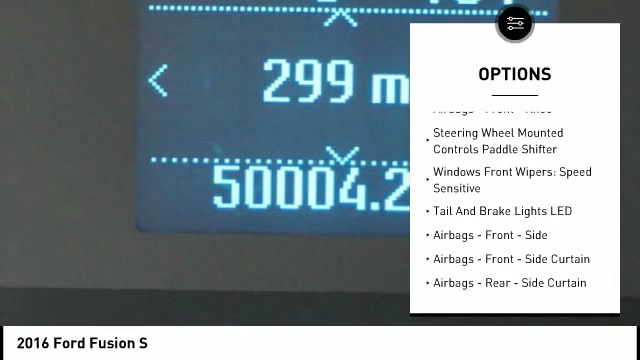 299 m
50004.2
OPTIONS
Steering Wheel Mounted
Controls Paddle Shifter
Windows Front Wipers: Speed
Sensitive
Tail And Brake Lights LED
Airbags - Front - Side
Airbags - Front - Side Curtain
Airbags - Rear - Side Curtain
2016 Ford Fusion S